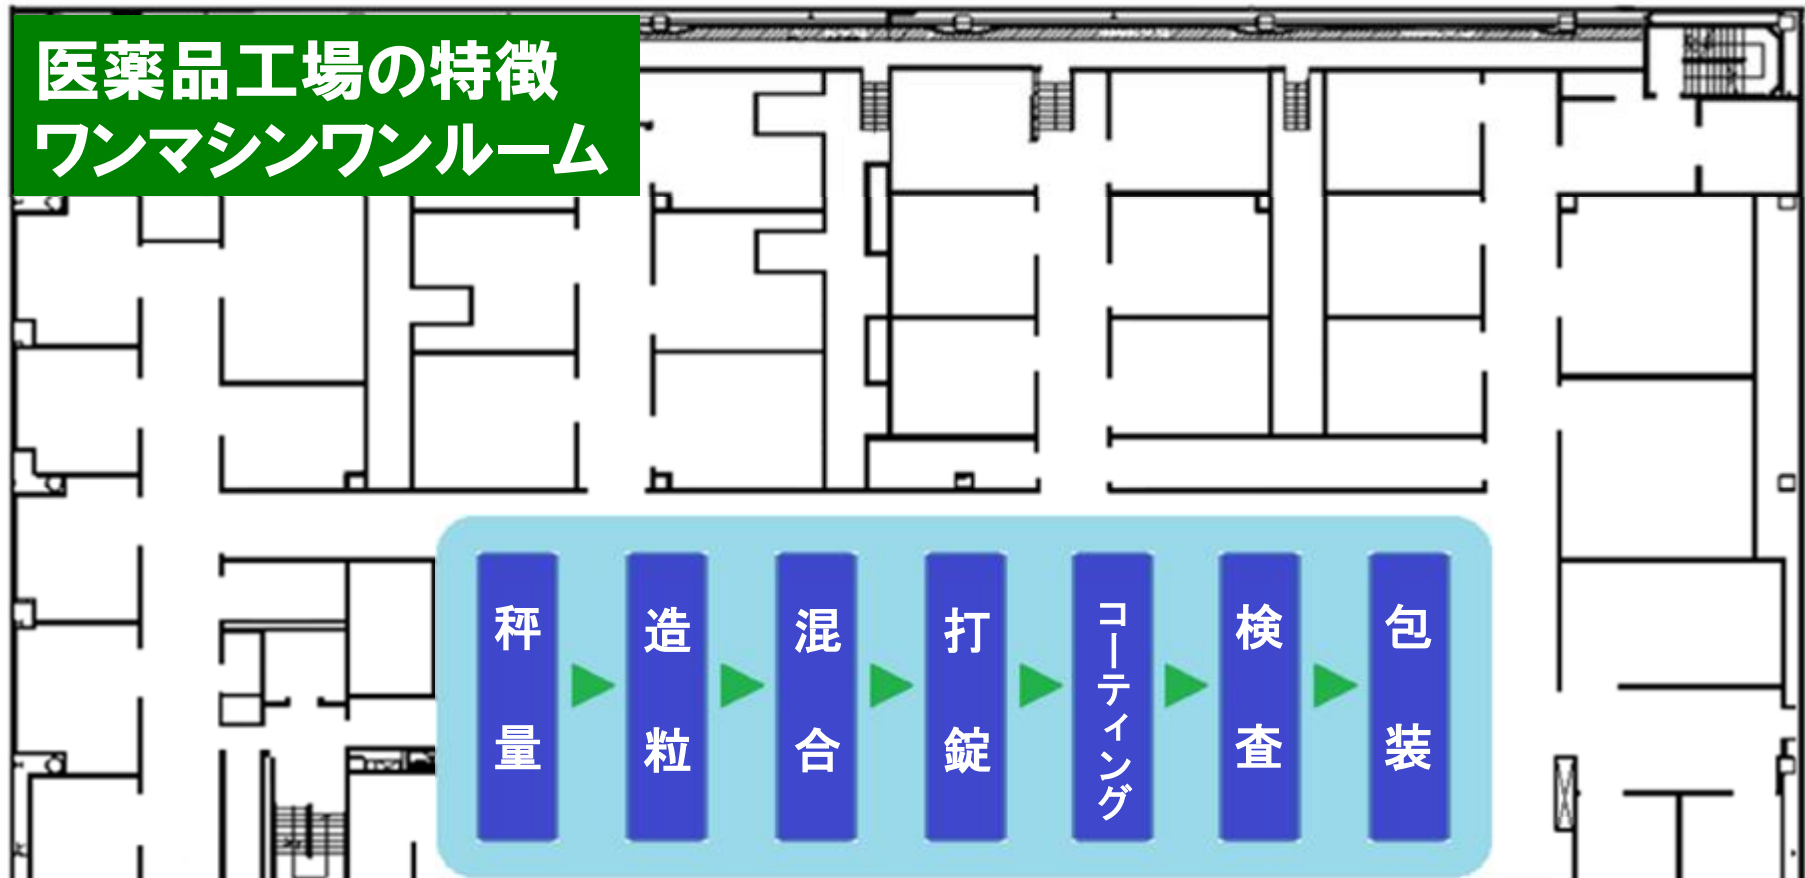 医薬品工場の特徴
ワンマシンワンルーム
秤量
造粒
混合
打錠
コーティング
検査
包装